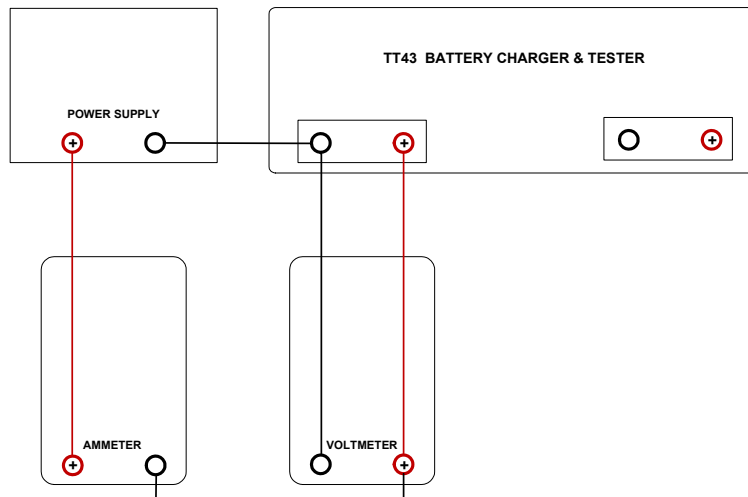 TT43 BATTERY CHARGER & TESTER
POWER SUPPLY
+
+
+
AMMETER
VOLTMETER
+
+